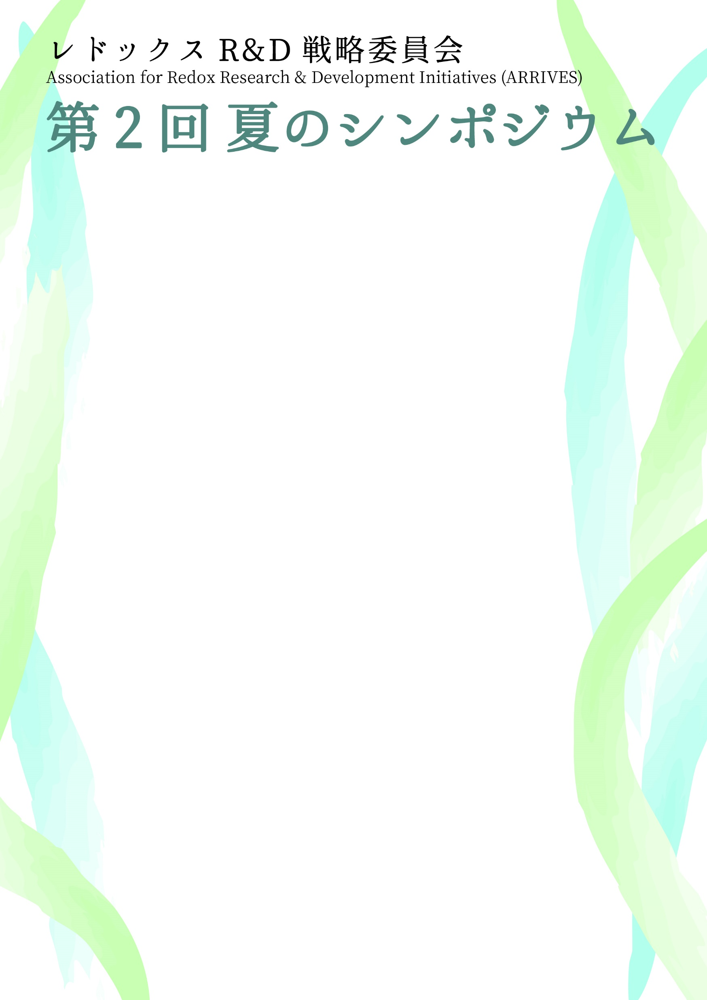 レドックス R&D 戦略委員会
Association for Redox Research & Development Initiatives (ARRIVES)
第２回 夏のシンポジウム